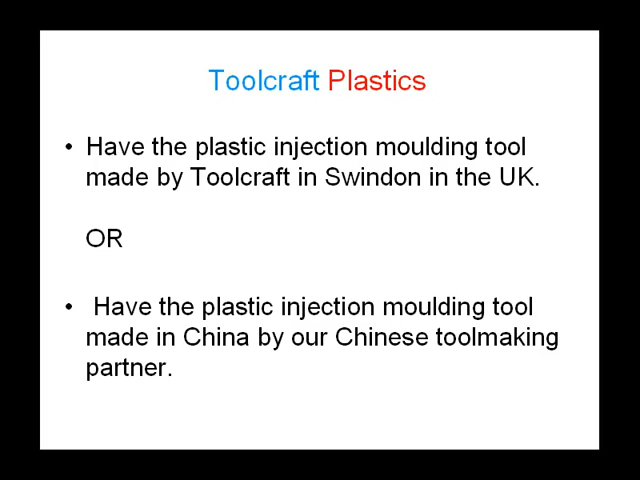 Toolcraft Plastics
• Have the plastic injection moulding tool
made by Toolcraft in Swindon in the UK.
OR
• Have the plastic injection moulding tool
made in China by our Chinese toolmaking
partner.